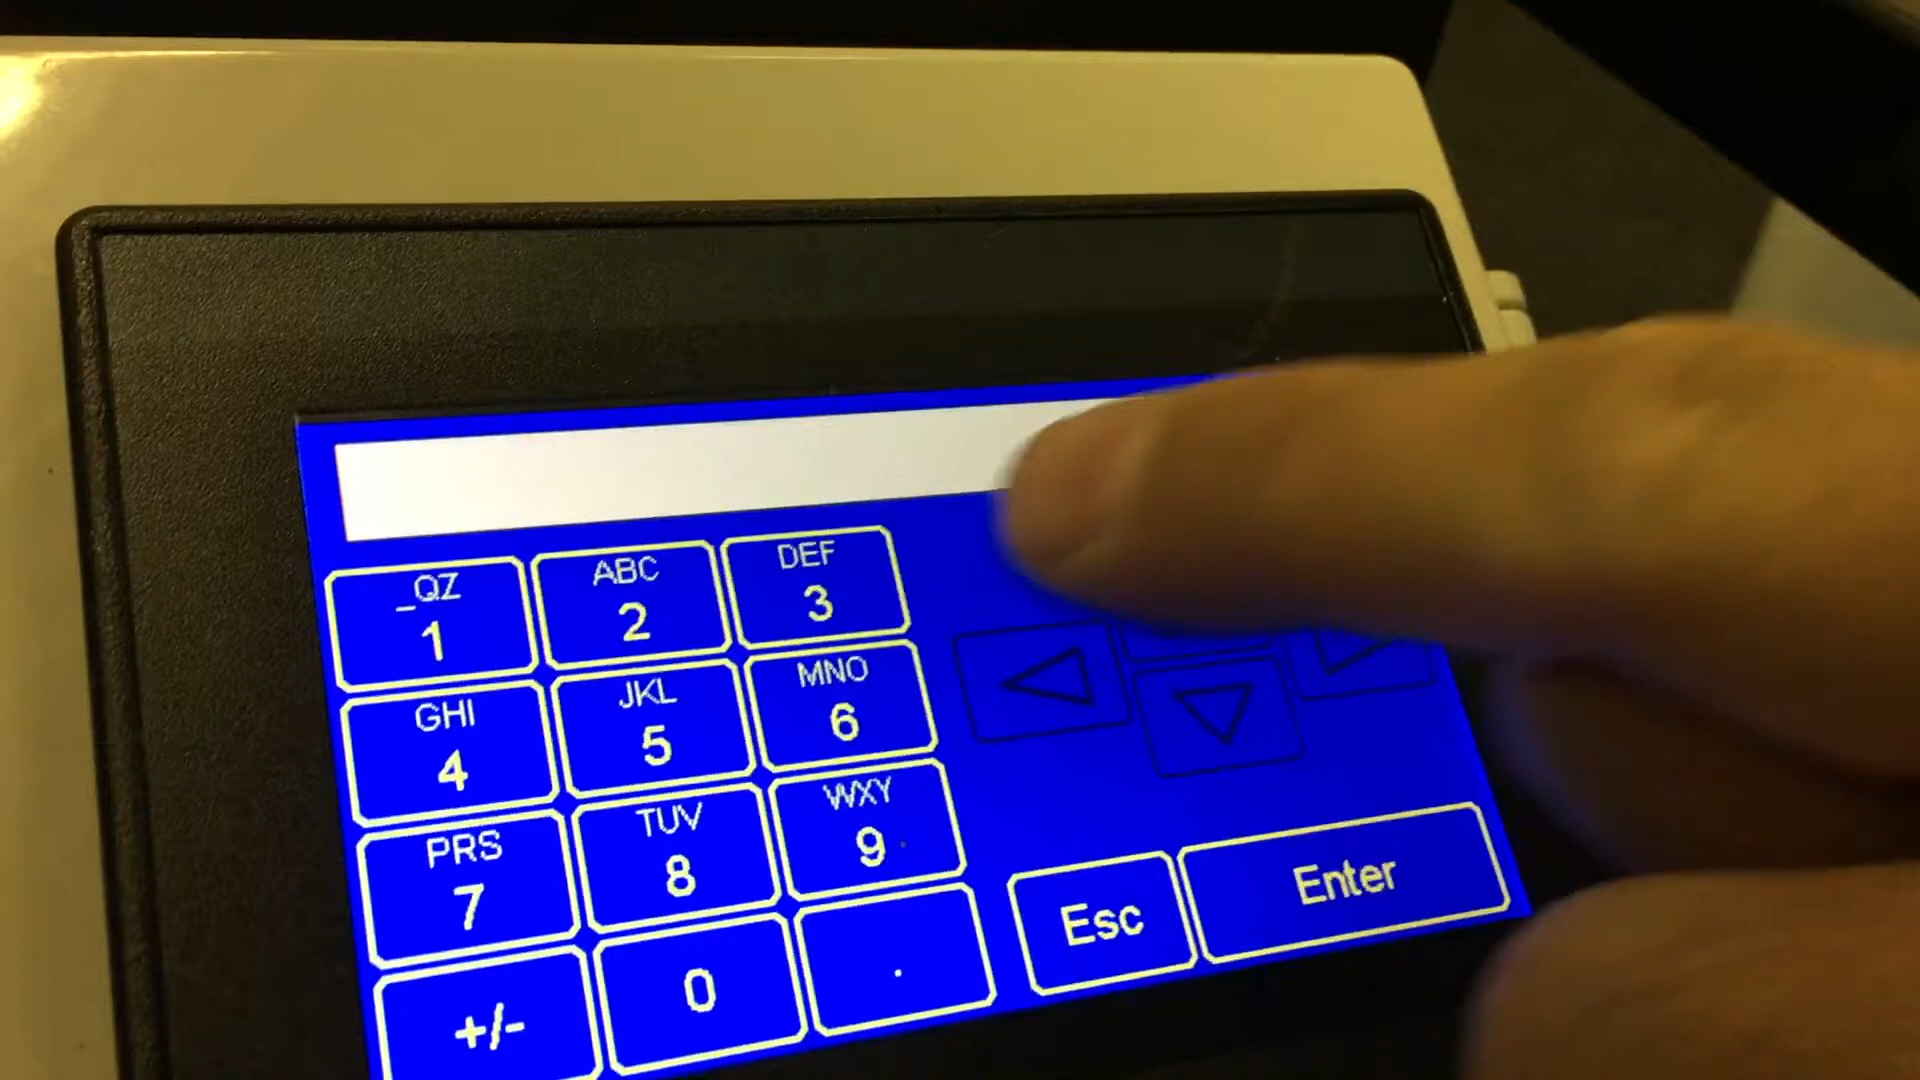 _QZ ABC DEF
1 2 3
GHI JKL MNO
4 5 6
PRS TUV WXY
7 8 9
+/- 0 . Esc Enter